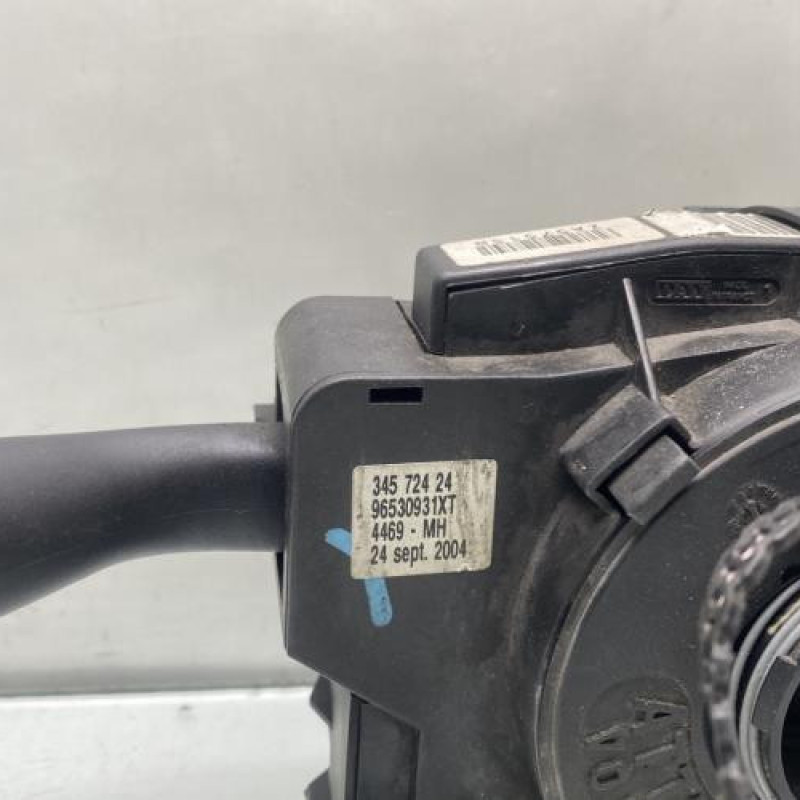 345 724 24
96530931XT
4469 - MH
24 sept. 2004